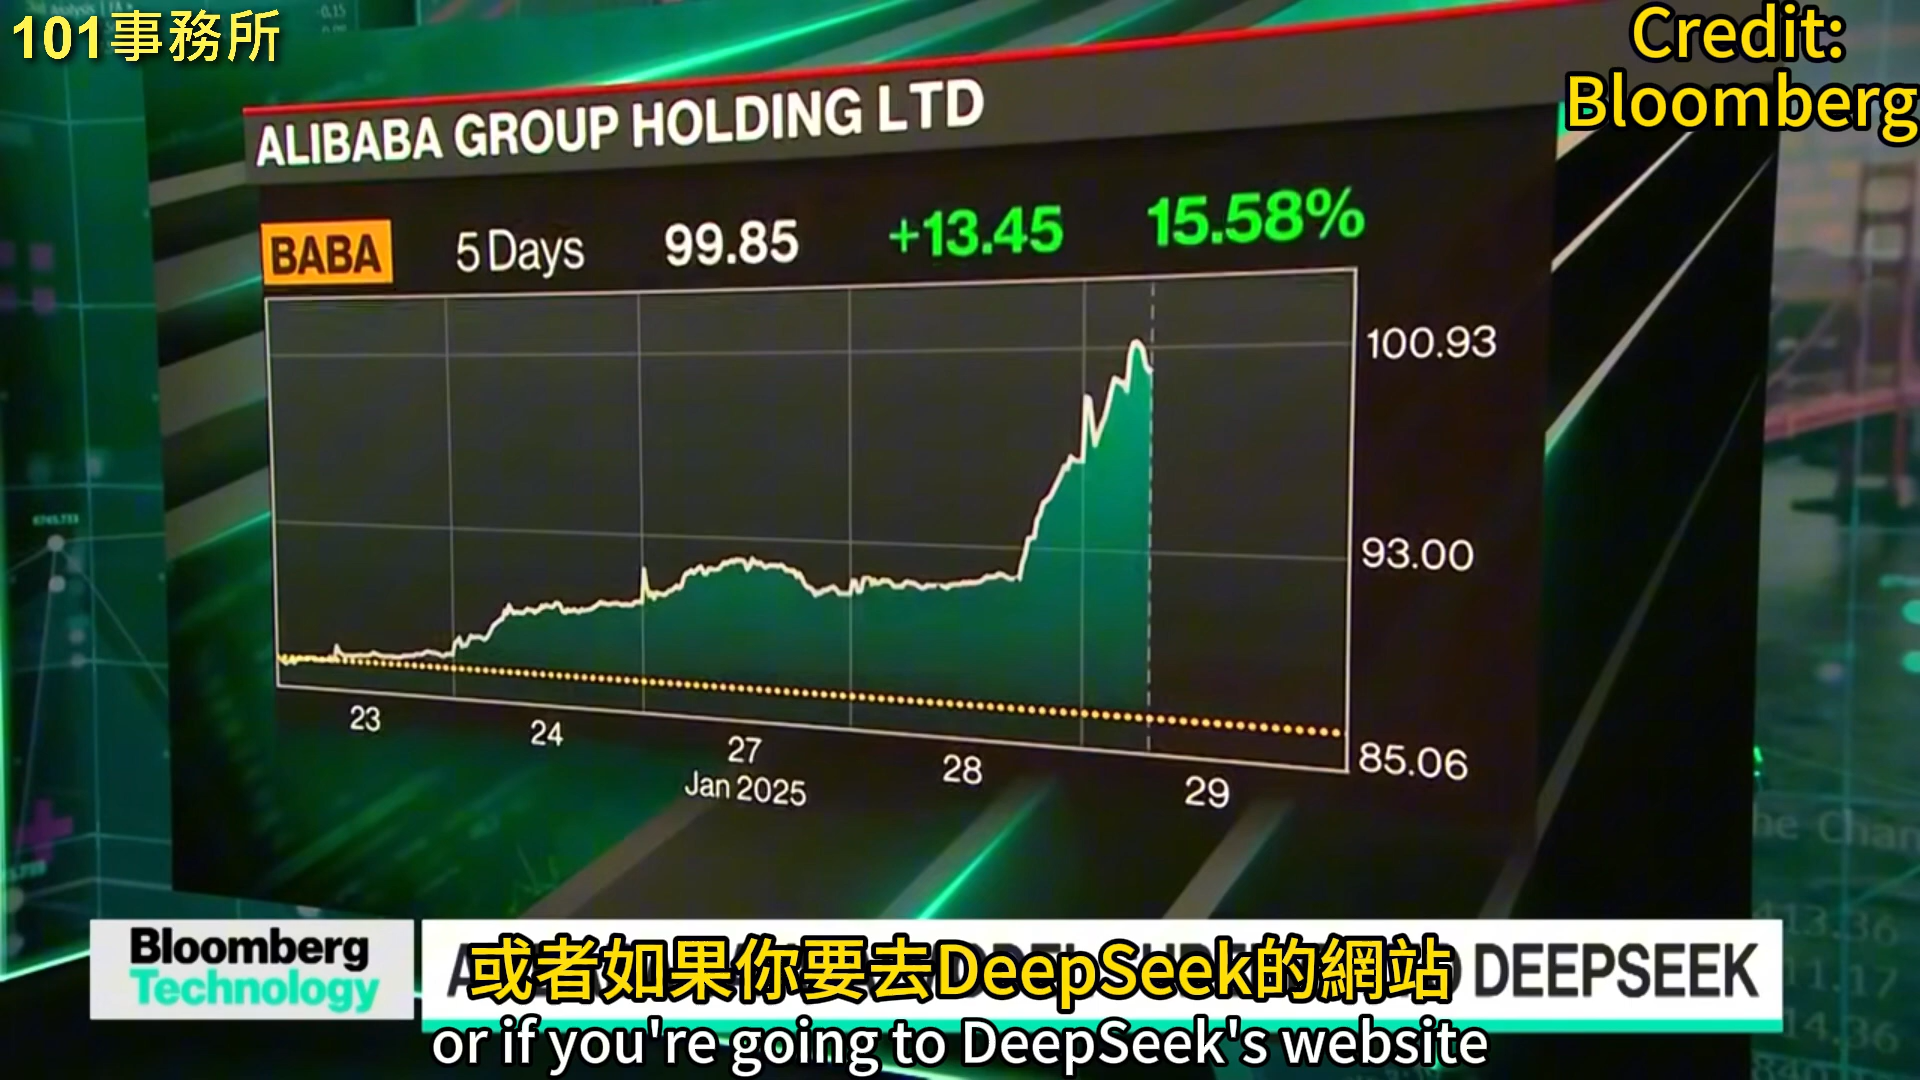 101事務所
Credit:
Bloomberg
ALIBABA GROUP HOLDING LTD
BABA 5 Days 99.85 +13.45 15.58%
100.93
93.00
85.06
23 24 27 28 29
Jan 2025
Bloomberg
Technology
DEEPSEEK
或者如果你要去DeepSeek的網站
or if you're going to DeepSeek's website